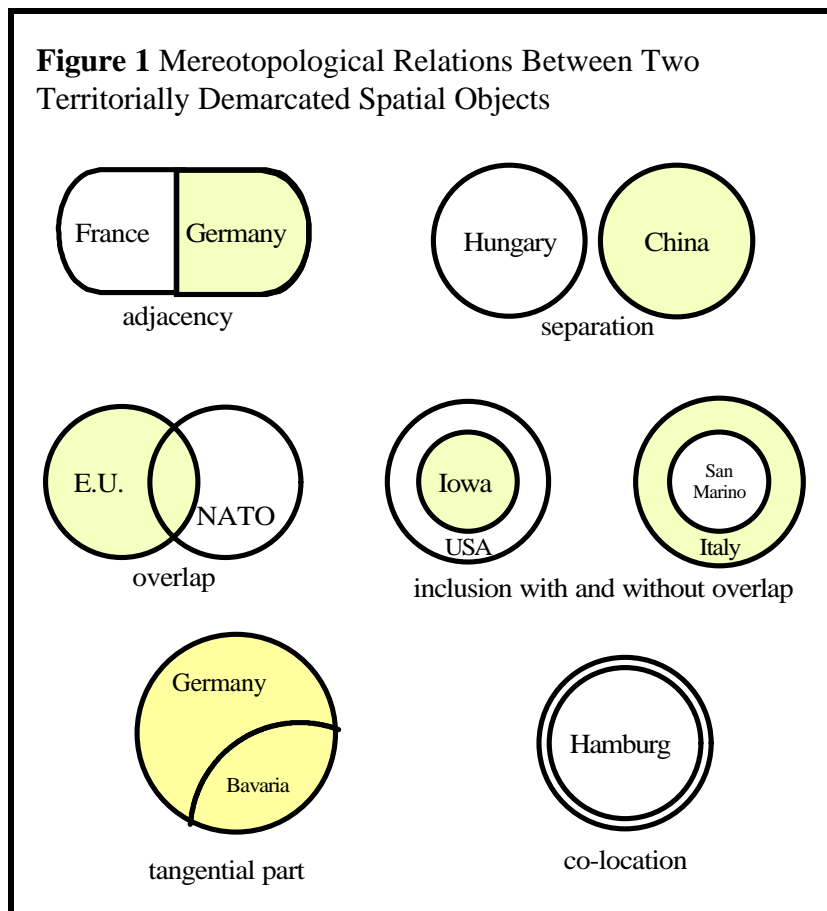 Figure 1 Mereotopological Relations Between Two
Territorially Demarcated Spatial Objects
France
Germany
adjacency
Hungary
China
separation
E.U.
NATO
overlap
Iowa
USA
San
Marino
Italy
inclusion with and without overlap
Germany
Bavaria
tangential part
Hamburg
co-location